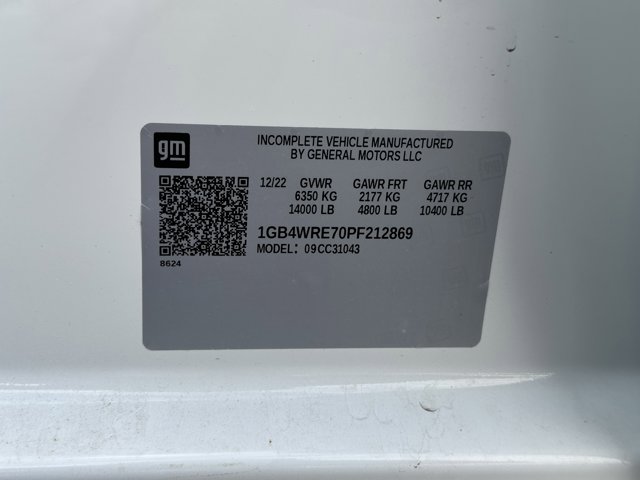 gm
INCOMPLETE VEHICLE MANUFACTURED
BY GENERAL MOTORS LLC
12/22 GVWR GAWR FRT GAWR RR
6350 KG 2177 KG 4717 KG
14000 LB 4800 LB 10400 LB
1GB4WRE70PF212869
MODEL: 09CC31043
8624